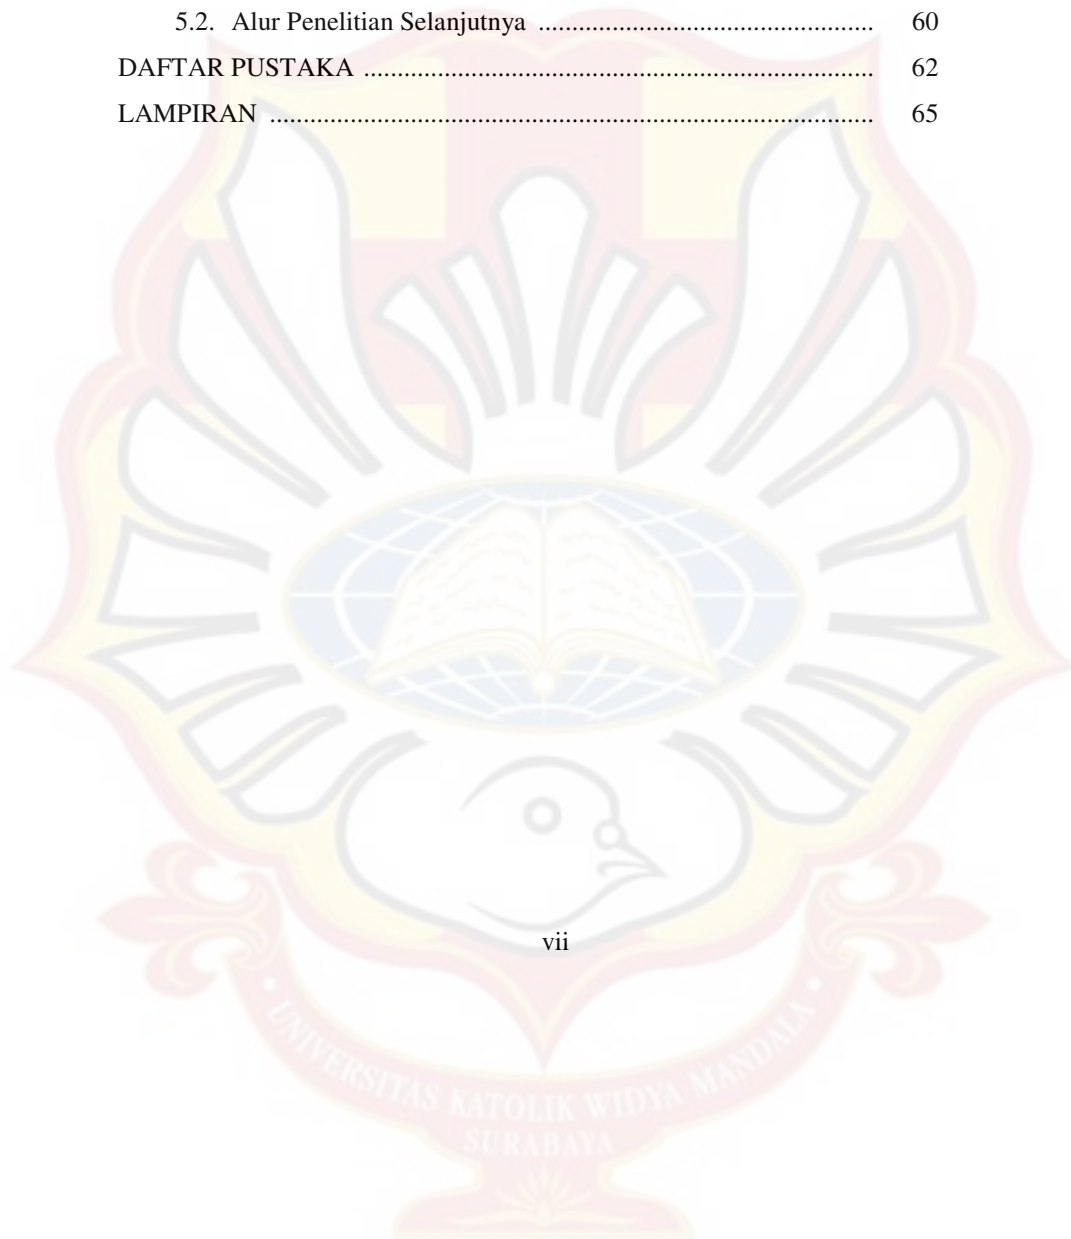 5.2. Alur Penelitian Selanjutnya .................................................. 60
DAFTAR PUSTAKA ............................................................................ 62
LAMPIRAN .......................................................................................... 65
vii
UNIVERSITAS KATOLIK WIDYA MANDALA
SURABAYA